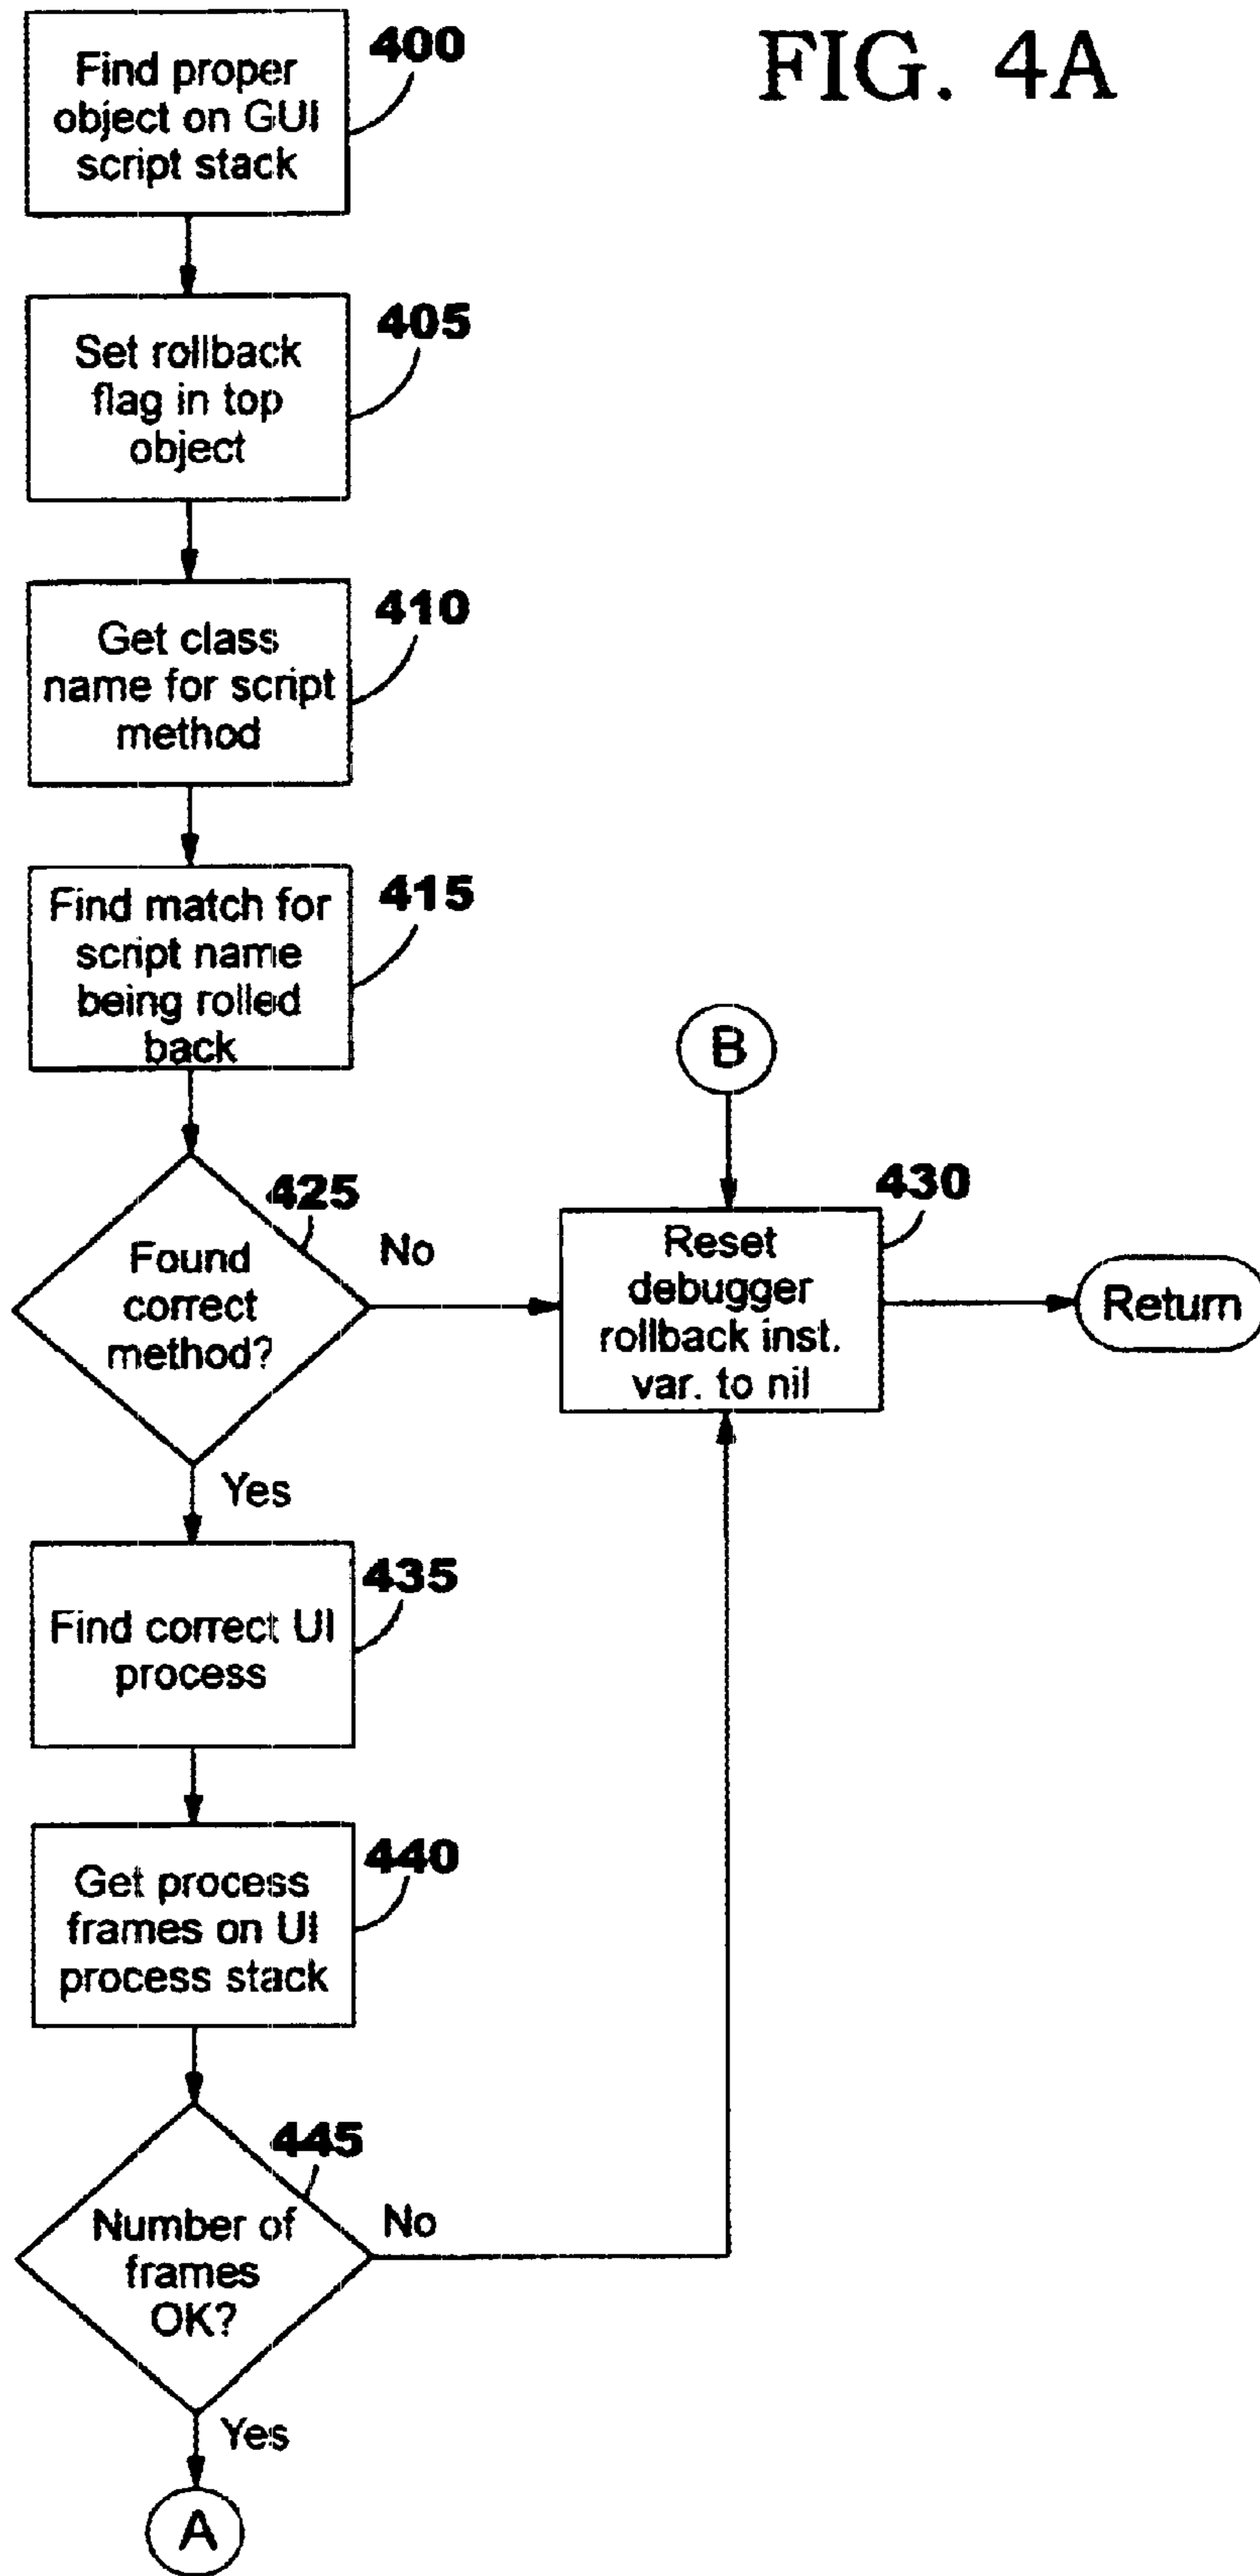 FIG. 4A
Find proper
object on GUI
script stack
400
Set rollback
flag in top
object
405
Get class
name for script
method
410
Find match for
script name
being rolled
back
415
B
Found
correct
method?
425
No
Yes
Reset
debugger
rollback inst.
var. to nil
430
Return
Find correct UI
process
435
Get process
frames on UI
process stack
440
Number of
frames
OK?
445
No
Yes
A